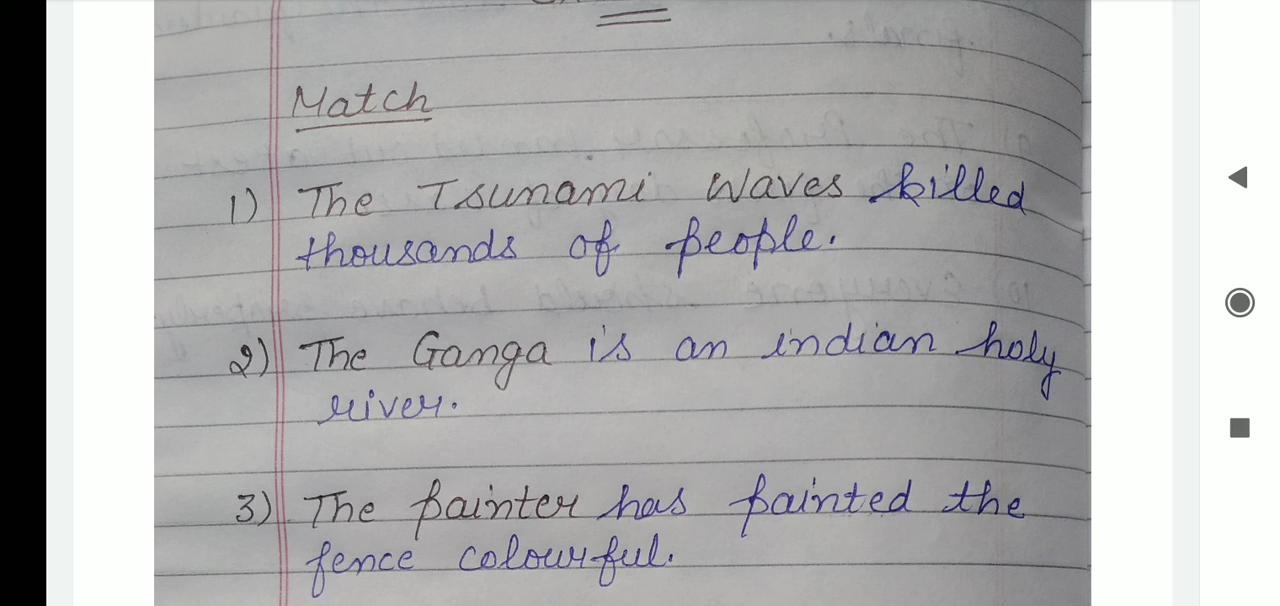 Match
1) The Tsunami Waves killed
thousands of people.
2) The Ganga is an indian holy
river.
3) The painter has painted the
fence colourful.